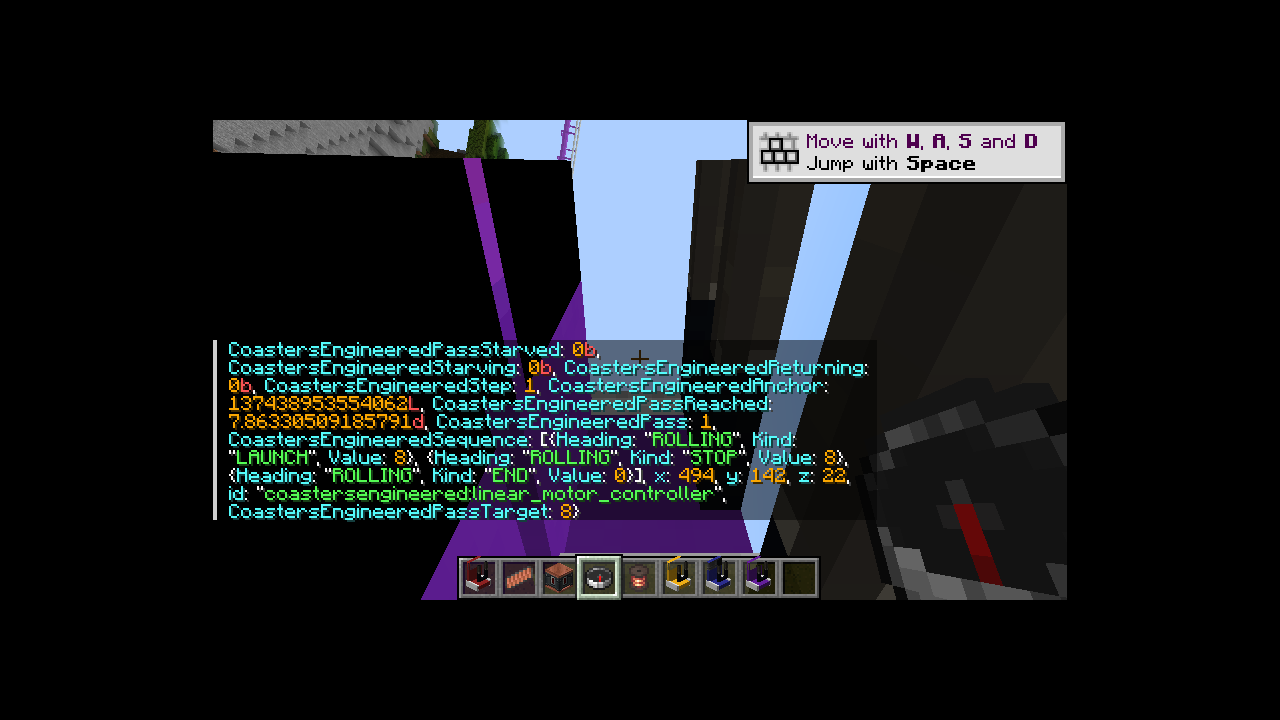 Move with W, A, S and D
Jump with Space
CoastersEngineeredPassStarved: 0b,
CoastersEngineeredStarving: 0b, CoastersEngineeredReturning:
0b, CoastersEngineeredStep: 1, CoastersEngineeredAnchor:
137438953554062L, CoastersEngineeredPassReached:
7.86330509185791d, CoastersEngineeredPass: 1,
CoastersEngineeredSequence: [{Heading: "ROLLING", Kind:
"LAUNCH", Value: 8}, {Heading: "ROLLING", Kind: "STOP", Value: 8},
{Heading: "ROLLING", Kind: "END", Value: 0}], x: 494, y: 142, z: 22,
id: "coastersengineered:linear_motor_controller",
CoastersEngineeredPassTarget: 8}